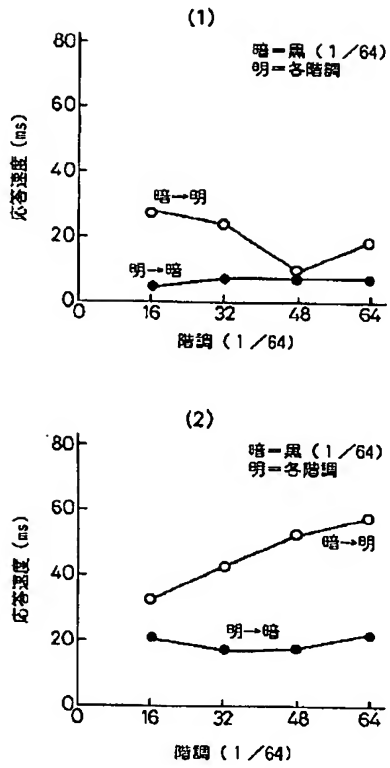 (1)
80
60
40
20
0
応答速度 (ms)
暗=黒 (1/64)
明=各階調
暗→明
明→暗
0 16 32 48 64
階調 (1/64)
(2)
80
60
40
20
0
応答速度 (ms)
暗=黒 (1/64)
明=各階調
暗→明
明→暗
0 16 32 48 64
階調 (1/64)